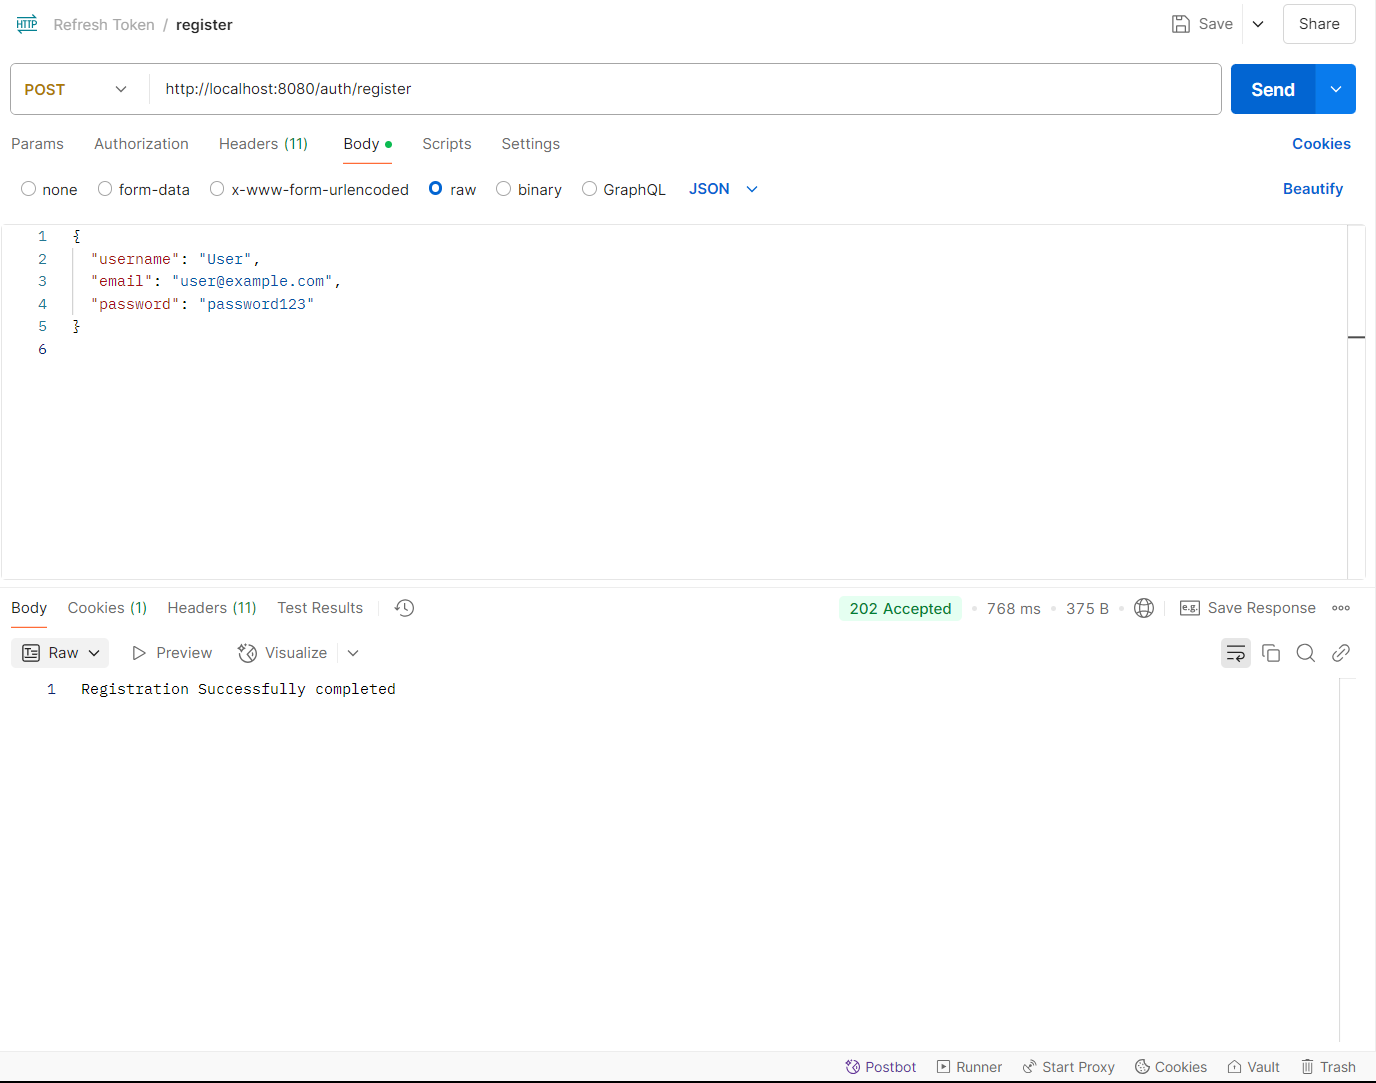 HTTP Refresh Token / register Save Share
POST http://localhost:8080/auth/register Send
Params Authorization Headers (11) Body Scripts Settings Cookies
none form-data x-www-form-urlencoded raw binary GraphQL JSON Beautify
1 {
2 "username": "User",
3 "email": "user@example.com",
4 "password": "password123"
5 }
6
Body Cookies (1) Headers (11) Test Results 202 Accepted 768 ms 375 B e.g. Save Response
Raw Preview Visualize
1 Registration Successfully completed
Postbot Runner Start Proxy Cookies Vault Trash